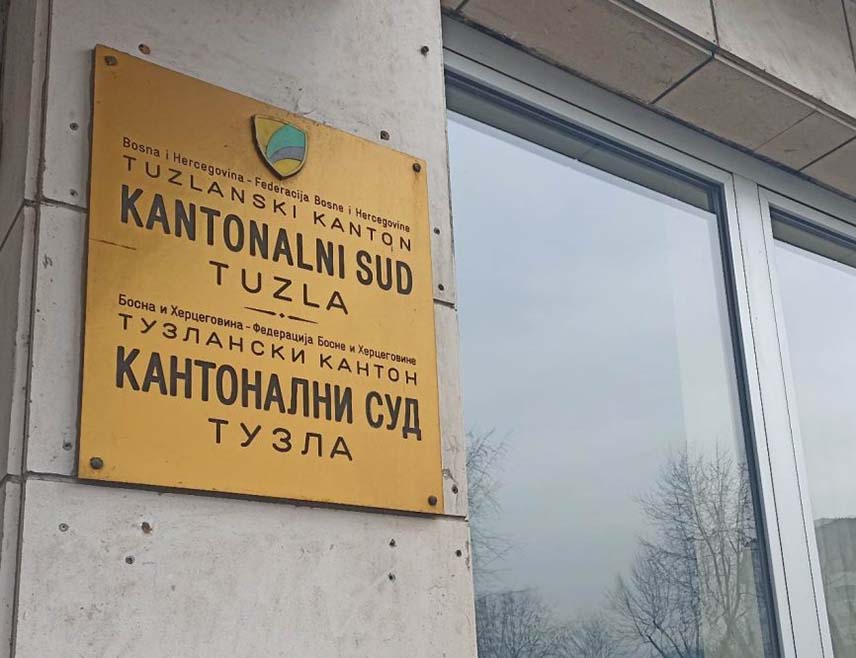 Bosna i Hercegovina - Federacija Bosne i Hercegovine
TUZLANSKI KANTON
KANTONALNI SUD
TUZLA
Босна и Херцеговина - Федерација Босне и Херцеговине
ТУЗЛАНСКИ КАНТОН
КАНТОНАЛНИ СУД
ТУЗЛА